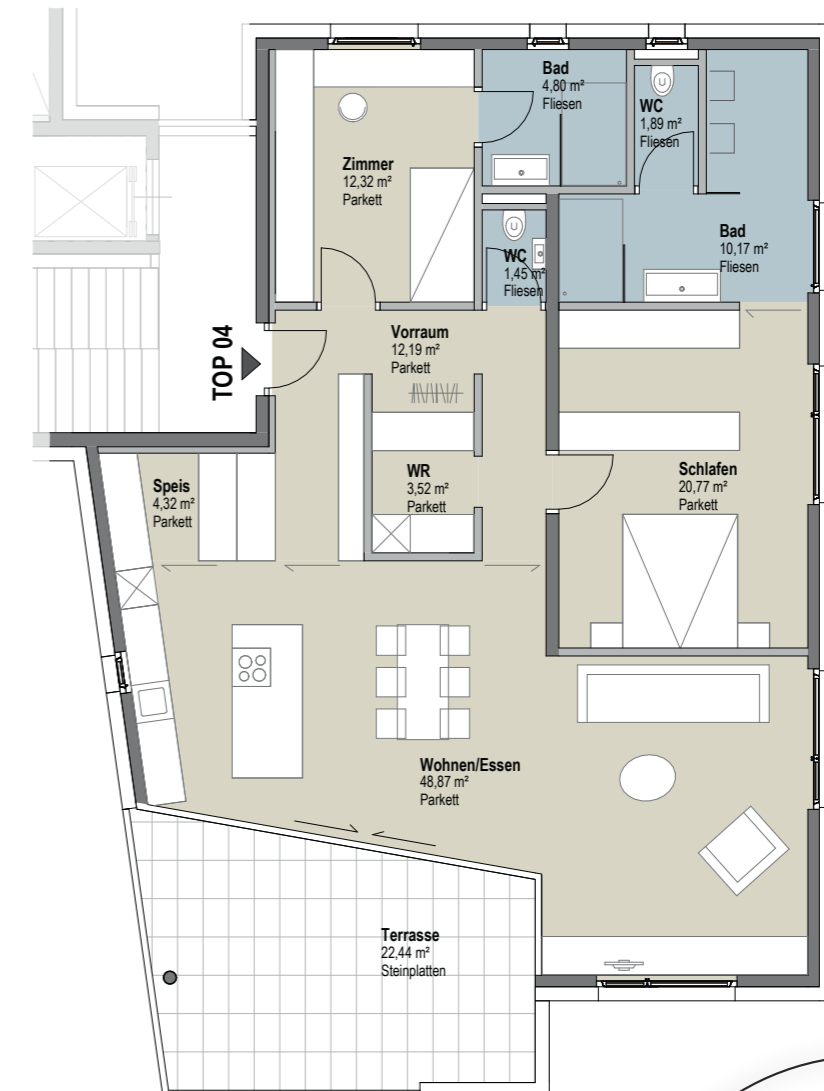 Bad
4,80 m²
Fliesen
WC
1,89 m²
Fliesen
Zimmer
12,32 m²
Parkett
Bad
10,17 m²
Fliesen
WC
1,45 m²
Fliesen
TOP 04
Vorraum
12,19 m²
Parkett
Speis
4,32 m²
Parkett
WR
3,52 m²
Parkett
Schlafen
20,77 m²
Parkett
Wohnen/Essen
48,87 m²
Parkett
Terrasse
22,44 m²
Steinplatten